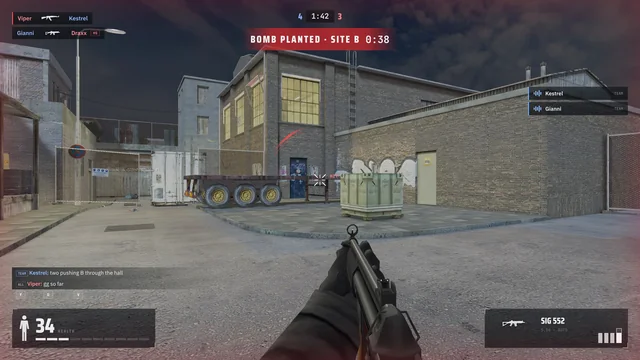 Viper Kestrel
Gianni Draxx
4 1:42 3
BOMB PLANTED - SITE B 0:38
Kestrel
Gianni
Kestrel: two pushing B through the hall
Viper: gg so far
34 HEALTH
SIG 552